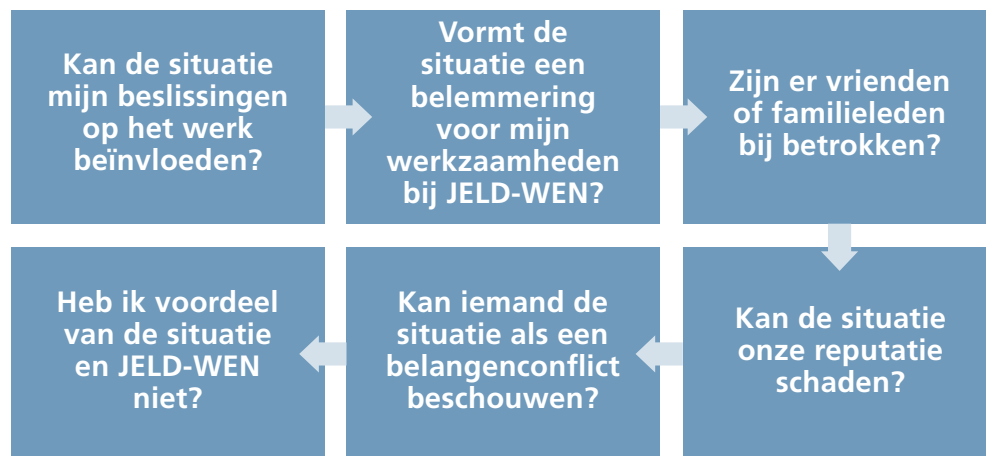 Kan de situatie
mijn beslissingen
op het werk
beïnvloeden?
Vormt de
situatie een
belemmering
voor mijn
werkzaamheden
bij JELD-WEN?
Zijn er vrienden
of familieleden
bij betrokken?
Kan de situatie
onze reputatie
schaden?
Kan iemand de
situatie als een
belangenconflict
beschouwen?
Heb ik voordeel
van de situatie
en JELD-WEN
niet?